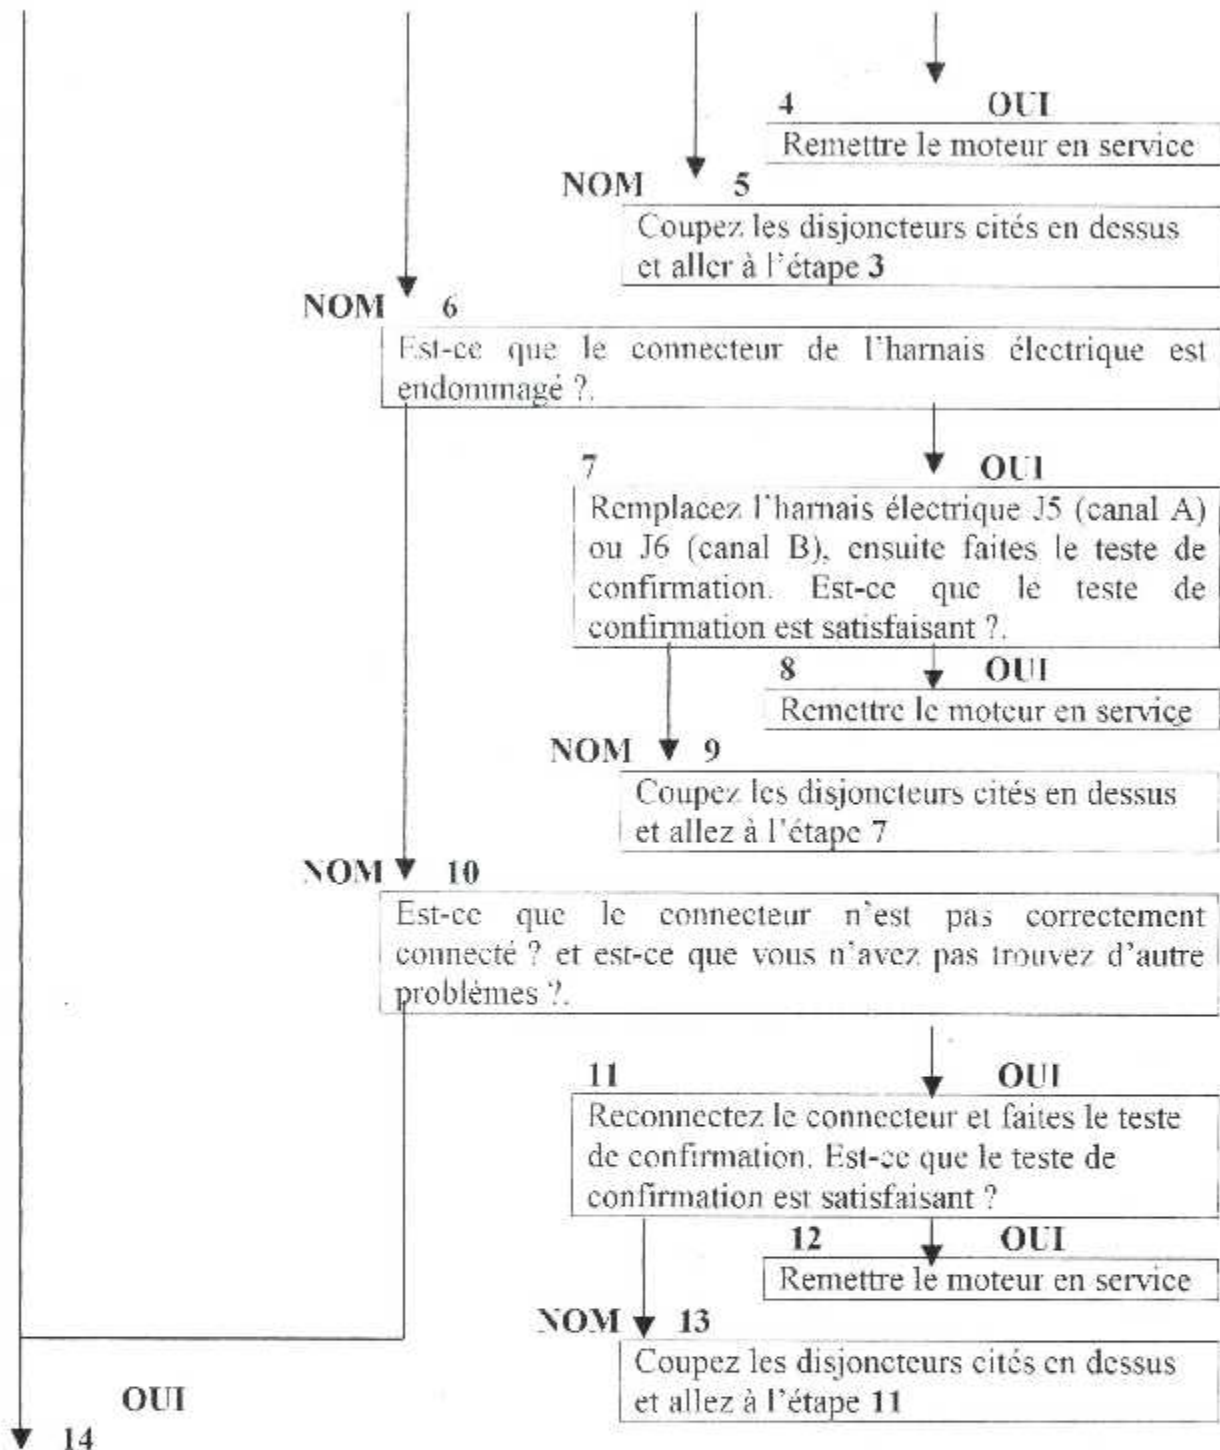 4 OUI
Remettre le moteur en service
NOM 5
Coupez les disjoncteurs cités en dessus
et aller à l'étape 3
NOM 6
Est-ce que le connecteur de l'harnais électrique est
endommagé ?.
7 OUI
Remplacez l'harnais électrique J5 (canal A)
ou J6 (canal B), ensuite faites le teste de
confirmation. Est-ce que le teste de
confirmation est satisfaisant ?.
8 OUI
Remettre le moteur en service
NOM 9
Coupez les disjoncteurs cités en dessus
et allez à l'étape 7
NOM 10
Est-ce que le connecteur n'est pas correctement
connecté ? et est-ce que vous n'avez pas trouvez d'autre
problèmes ?.
11 OUI
Reconnectez le connecteur et faites le teste
de confirmation. Est-ce que le teste de
confirmation est satisfaisant ?
12 OUI
Remettre le moteur en service
NOM 13
Coupez les disjoncteurs cités en dessus
et allez à l'étape 11
OUI
14